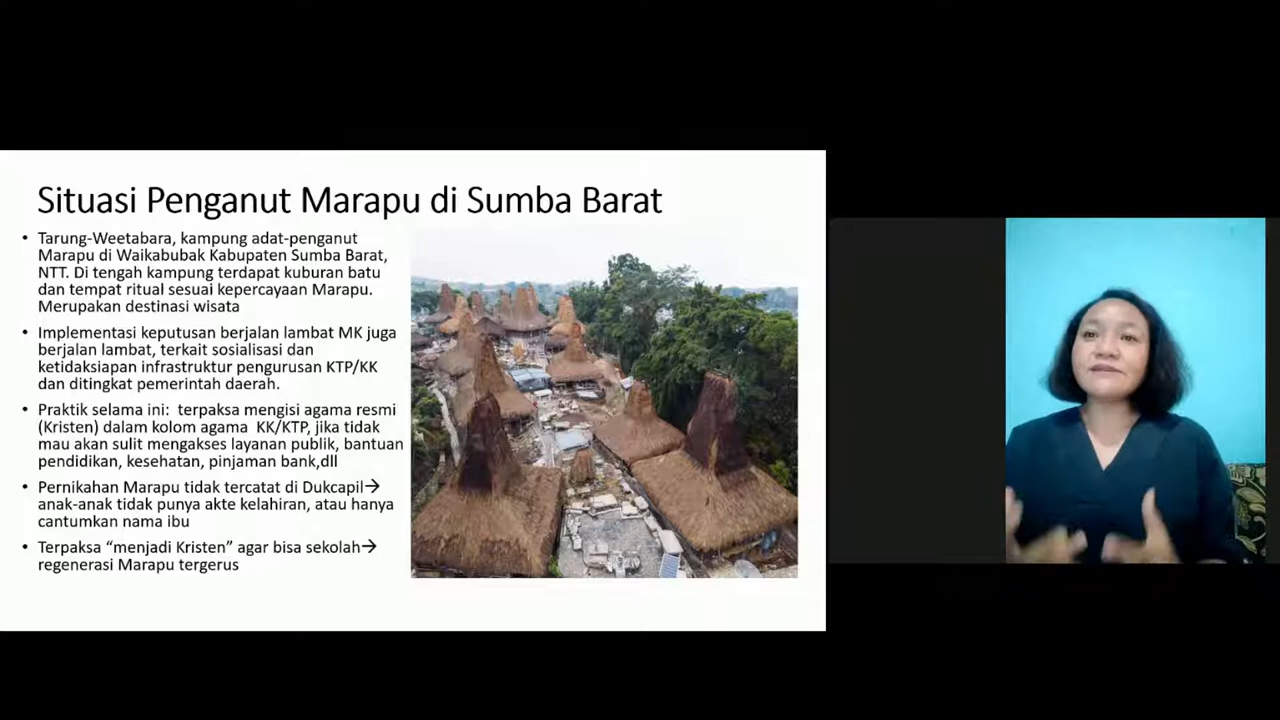 Situasi Penganut Marapu di Sumba Barat
• Tarung-Weetabara, kampung adat-penganut
Marapu di Waikabubak Kabupaten Sumba Barat,
NTT. Di tengah kampung terdapat kuburan batu
dan tempat ritual sesuai kepercayaan Marapu.
Merupakan destinasi wisata
• Implementasi keputusan berjalan lambat MK juga
berjalan lambat, terkait sosialisasi dan
ketidaksiapan infrastruktur pengurusan KTP/KK
dan ditingkat pemerintah daerah.
• Praktik selama ini:  terpaksa mengisi agama resmi
(Kristen) dalam kolom agama  KK/KTP, jika tidak
mau akan sulit mengakses layanan publik, bantuan
pendidikan, kesehatan, pinjaman bank,dll
• Pernikahan Marapu tidak tercatat di Dukcapil→
anak-anak tidak punya akte kelahiran, atau hanya
cantumkan nama ibu
• Terpaksa “menjadi Kristen” agar bisa sekolah→
regenerasi Marapu tergerus